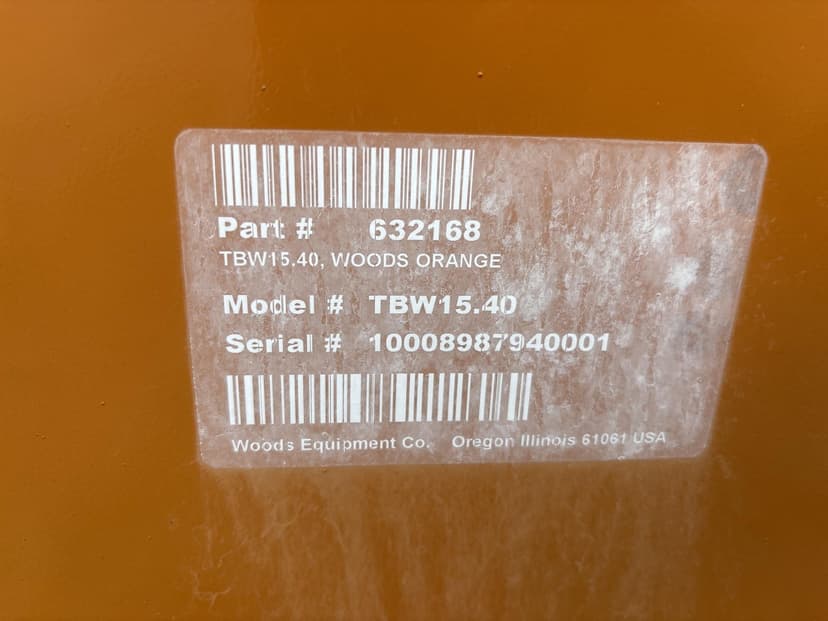 Part # 632168
TBW15.40, WOODS ORANGE
Model # TBW15.40
Serial # 10008987940001
Woods Equipment Co. Oregon Illinois 61061 USA